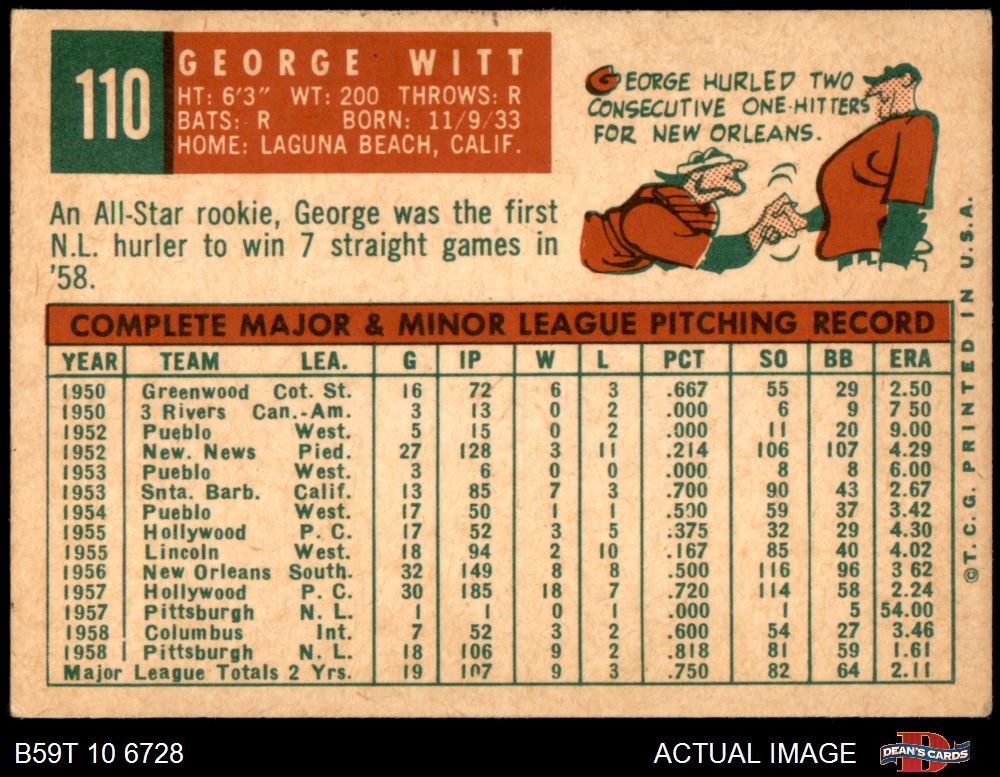 110
GEORGE WITT
HT: 6'3" WT: 200 THROWS: R
BATS: R BORN: 11/9/33
HOME: LAGUNA BEACH, CALIF.
GEORGE HURLED TWO
CONSECUTIVE ONE-HITTERS
FOR NEW ORLEANS.
An All-Star rookie, George was the first
N.L. hurler to win 7 straight games in
'58.
COMPLETE MAJOR & MINOR LEAGUE PITCHING RECORD
YEAR TEAM LEA. G IP W L PCT SO BB ERA
1950 Greenwood Cot. St. 16 72 6 3 .667 55 29 2.50
1950 3 Rivers Can.-Am. 3 13 0 2 .000 6 9 7 50
1952 Pueblo West. 5 15 0 2 .000 11 20 9.00
1952 New. News Pied. 27 128 3 11 .214 106 107 4.29
1953 Pueblo West. 3 6 0 0 .000 8 8 6.00
1953 Snta. Barb. Calif. 13 85 7 3 .700 90 43 2.67
1954 Pueblo West. 17 50 1 1 .500 59 37 3.42
1955 Hollywood P. C. 17 52 3 5 .375 32 29 4.30
1955 Lincoln West. 18 94 2 10 .167 85 40 4.02
1956 New Orleans South. 32 149 8 8 .500 116 96 3 62
1957 Hollywood P. C. 30 185 18 7 .720 114 58 2.24
1957 Pittsburgh N. L. 1 1 0 1 .000 1 5 54.00
1958 Columbus Int. 7 52 3 2 .600 54 27 3.46
1958 Pittsburgh N. L. 18 106 9 2 .818 81 59 1.61
Major League Totals 2 Yrs. 19 107 9 3 .750 82 64 2.11
©T. C. G. PRINTED IN U.S.A.
B59T 10 6728
ACTUAL IMAGE
D
DEAN'S CARDS